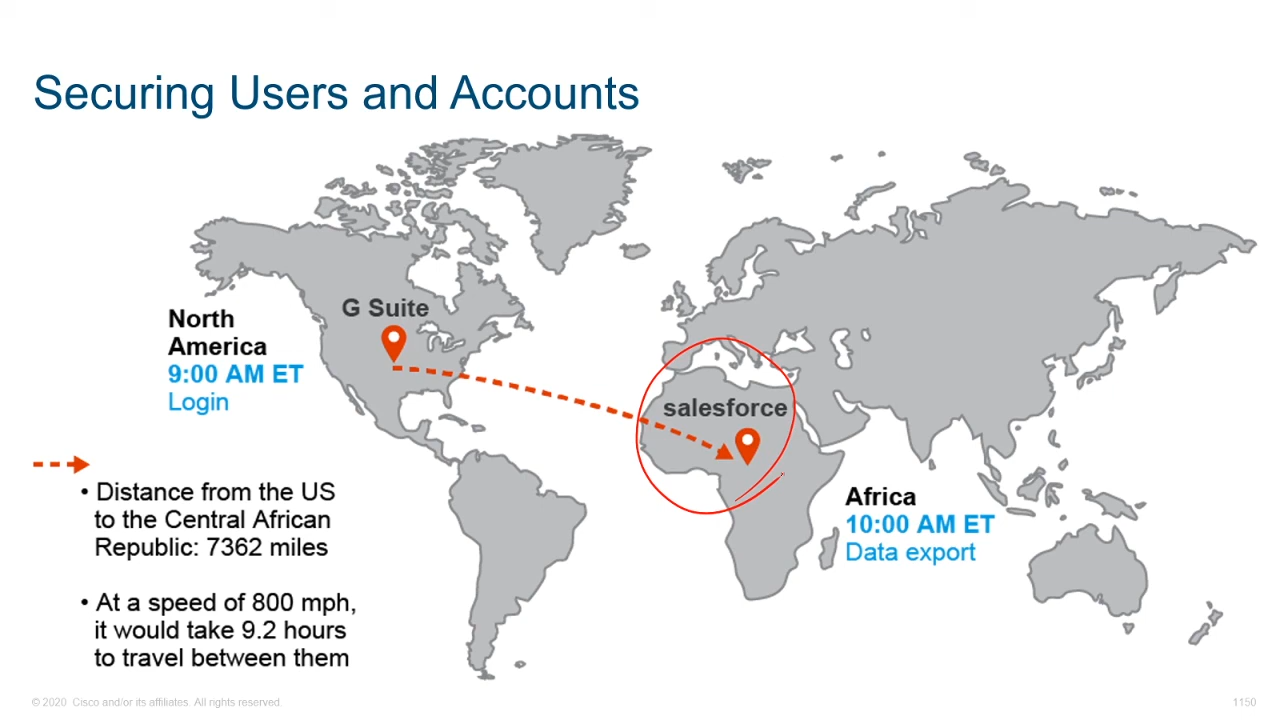 Securing Users and Accounts
G Suite
North
America
9:00 AM ET
Login
salesforce
Africa
10:00 AM ET
Data export
• Distance from the US
to the Central African
Republic: 7362 miles
• At a speed of 800 mph,
it would take 9.2 hours
to travel between them
© 2020 Cisco and/or its affiliates. All rights reserved.
1150